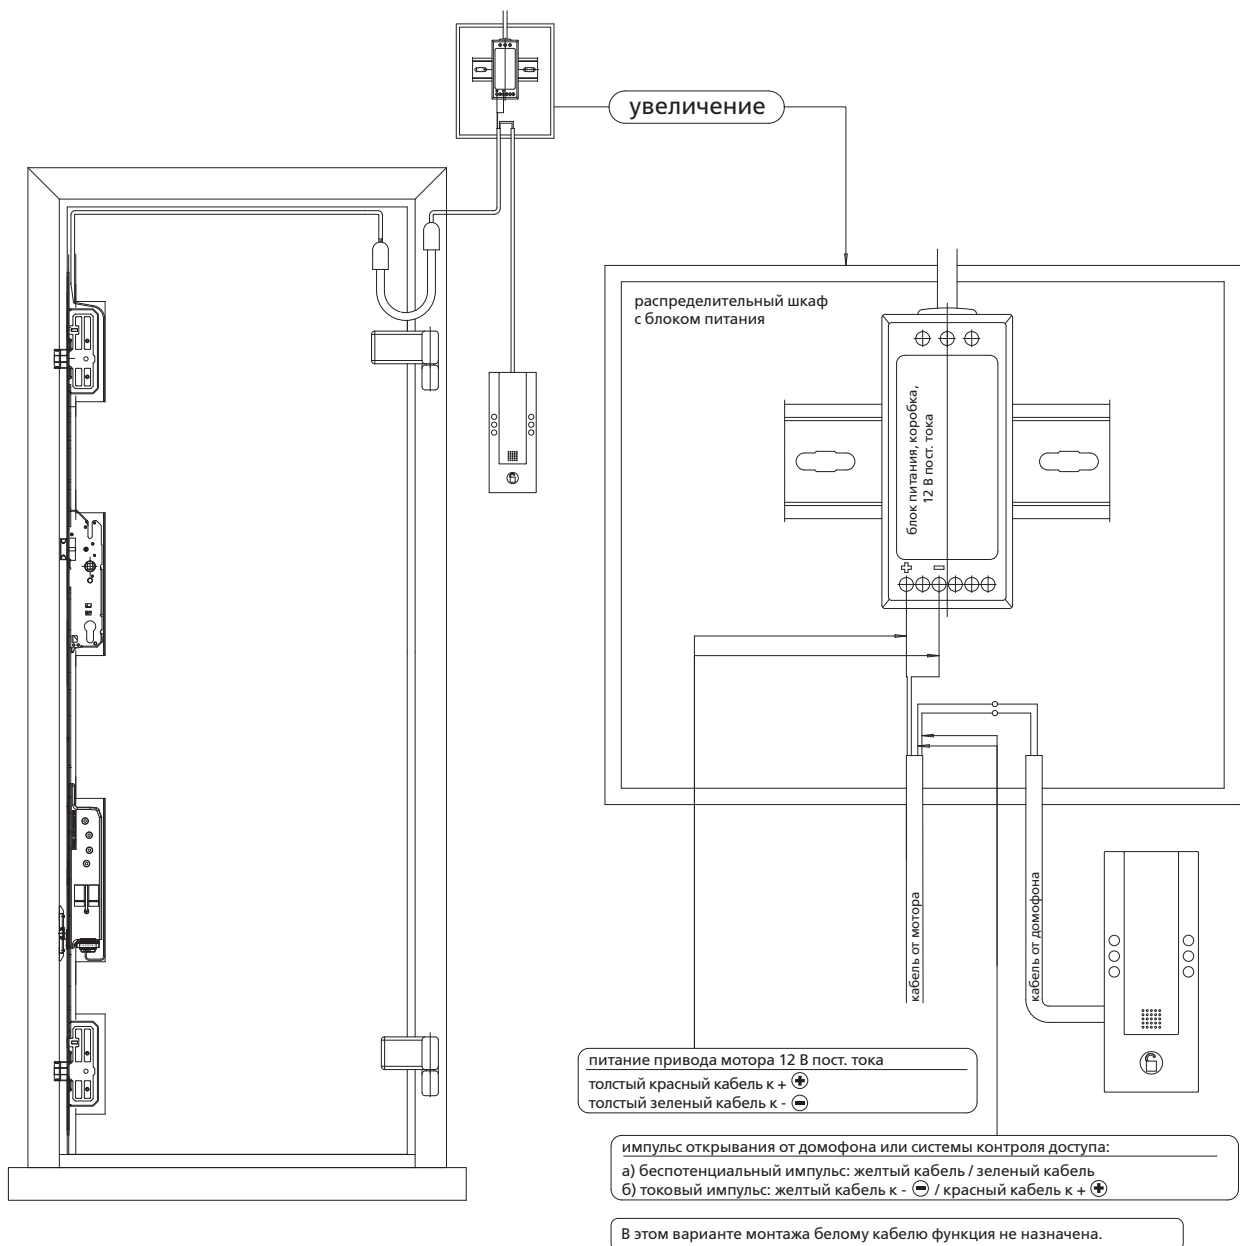 увеличение
распределительный шкаф
с блоком питания
блок питания, коробка,
12 В пост. тока
+ -
кабель от мотора
кабель от домофона
питание привода мотора 12 В пост. тока
толстый красный кабель к + ⊕
толстый зеленый кабель к - ⊖
импульс открывания от домофона или системы контроля доступа:
а) беспотенциальный импульс: желтый кабель / зеленый кабель
б) токовый импульс: желтый кабель к - ⊖ / красный кабель к + ⊕
В этом варианте монтажа белому кабелю функция не назначена.